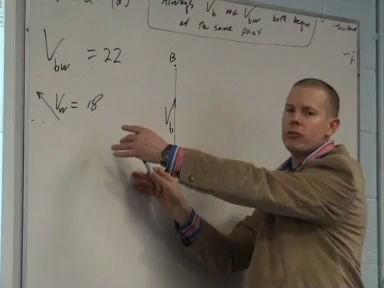 Always V_b and V_bw both begin
at the same point
V_bw = 22
V_w = 18
B
V_b